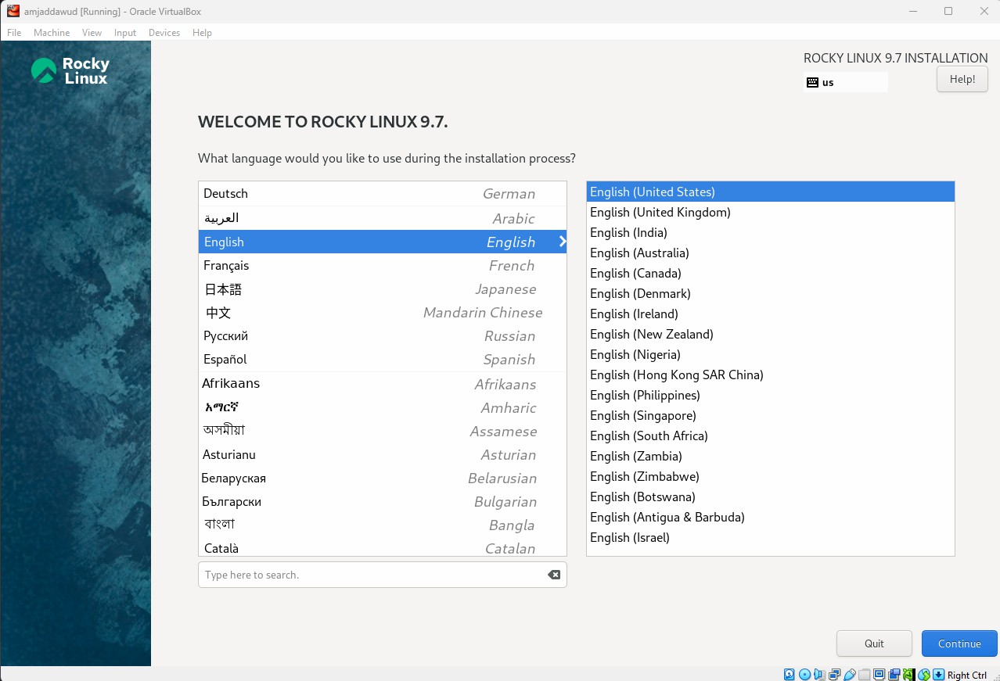 amjaddawud [Running] - Oracle VirtualBox
File Machine View Input Devices Help
Rocky
Linux
ROCKY LINUX 9.7 INSTALLATION
us
Help!
WELCOME TO ROCKY LINUX 9.7.
What language would you like to use during the installation process?
Deutsch German
العربية Arabic
English English
Français French
日本語 Japanese
中文 Mandarin Chinese
Русский Russian
Español Spanish
Afrikaans Afrikaans
አማርኛ Amharic
অসমীয়া Assamese
Asturianu Asturian
Беларуская Belarusian
Български Bulgarian
বাংলা Bangla
Català Catalan
Type here to search.
English (United States)
English (United Kingdom)
English (India)
English (Australia)
English (Canada)
English (Denmark)
English (Ireland)
English (New Zealand)
English (Nigeria)
English (Hong Kong SAR China)
English (Philippines)
English (Singapore)
English (South Africa)
English (Zambia)
English (Zimbabwe)
English (Botswana)
English (Antigua & Barbuda)
English (Israel)
Quit
Continue
Right Ctrl